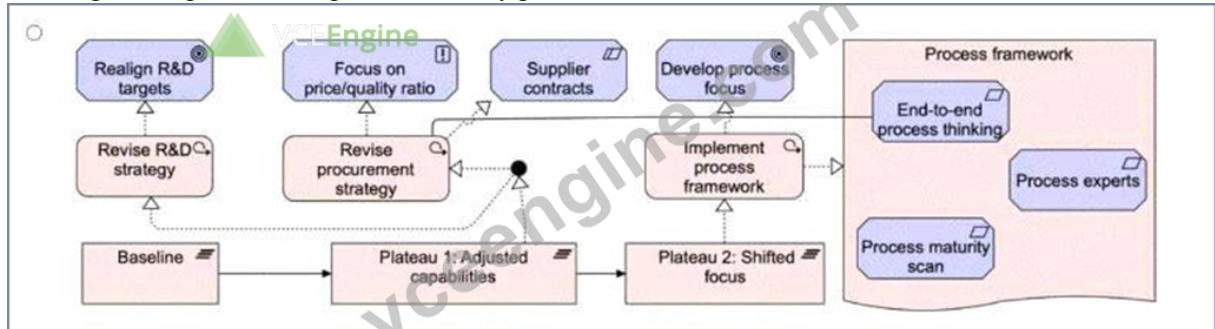 VCEEngine
Realign R&D
targets
Focus on
price/quality ratio
Supplier
contracts
Develop process
focus
Process framework
End-to-end
process thinking
Process experts
Process maturity
scan
Revise R&D
strategy
Revise
procurement
strategy
Implement
process
framework
Baseline
Plateau 1: Adjusted
capabilities
Plateau 2: Shifted
focus
vceengine.com